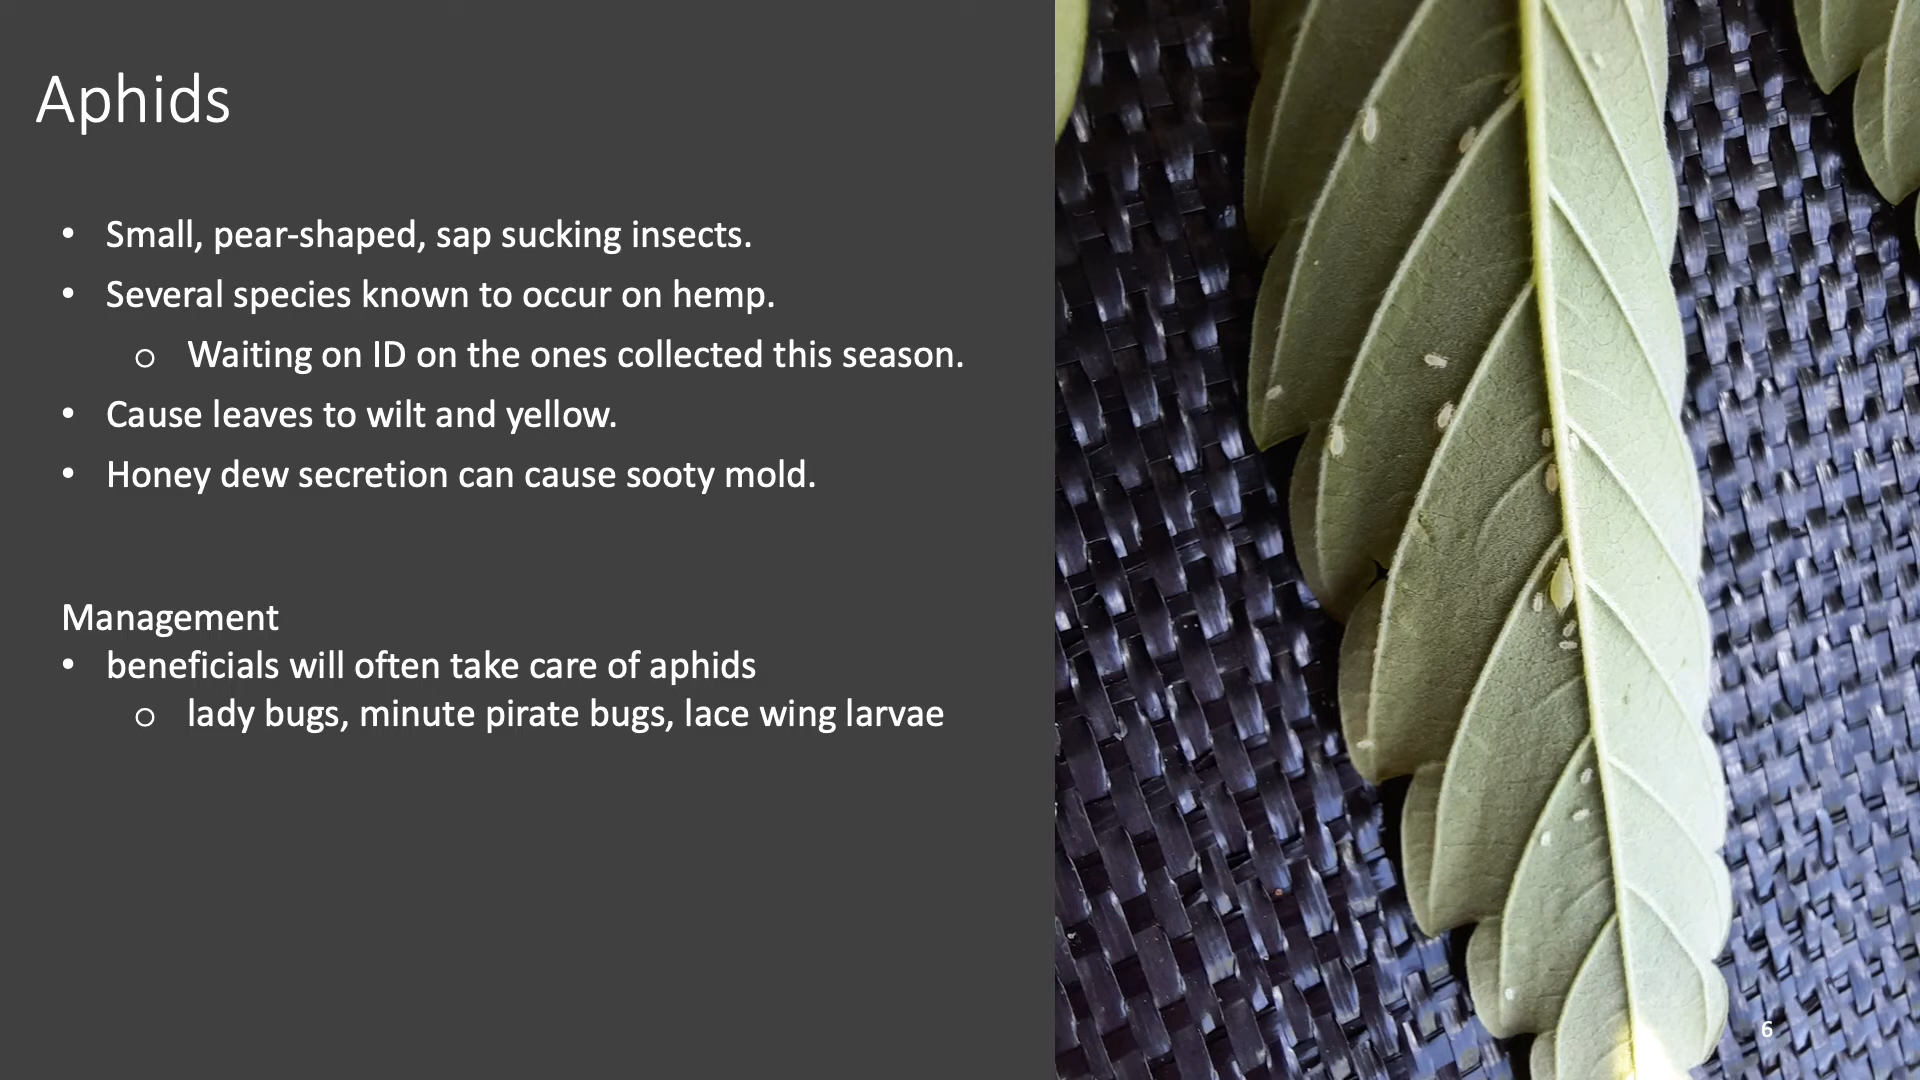 Aphids
• Small, pear-shaped, sap sucking insects.
• Several species known to occur on hemp.
o Waiting on ID on the ones collected this season.
• Cause leaves to wilt and yellow.
• Honey dew secretion can cause sooty mold.
Management
• beneficials will often take care of aphids
o lady bugs, minute pirate bugs, lace wing larvae
6